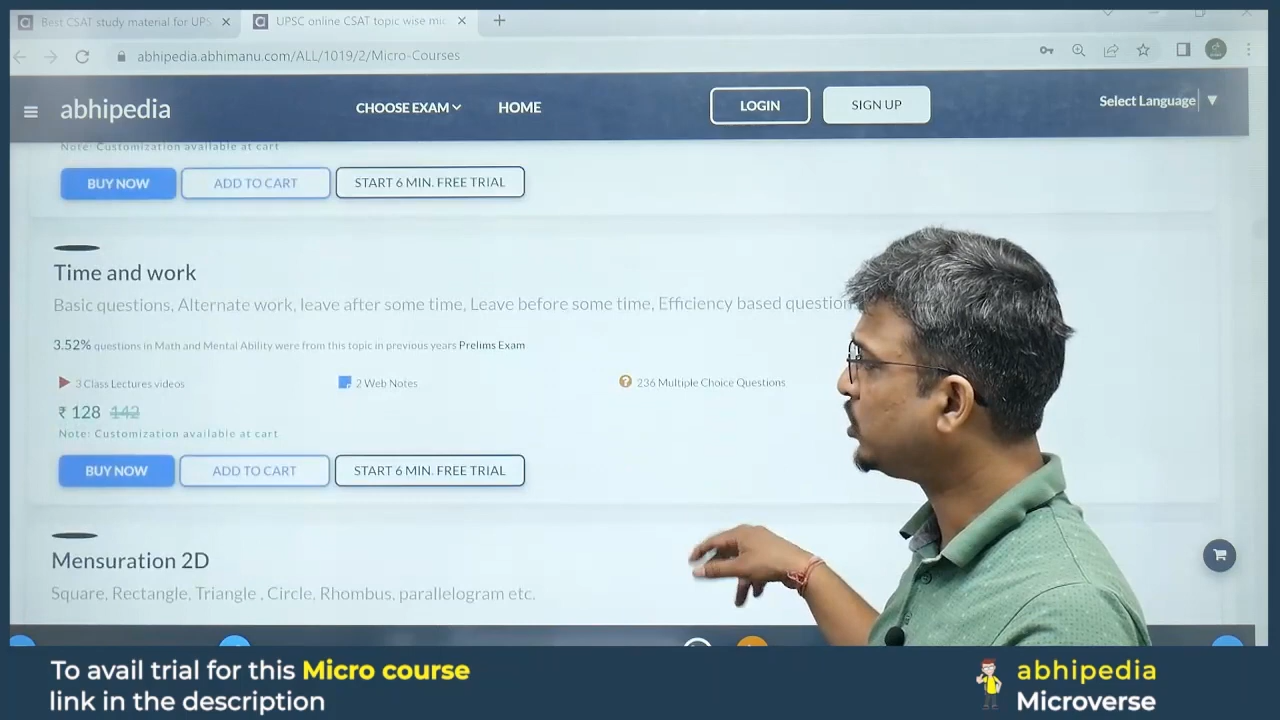 Best CSAT study material for UPS
UPSC online CSAT topic wise mic
abhipedia.abhimanu.com/ALL/1019/2/Micro-Courses
abhipedia
CHOOSE EXAM
HOME
LOGIN
SIGN UP
Select Language
Note: Customization available at cart
BUY NOW
ADD TO CART
START 6 MIN. FREE TRIAL
Time and work
Basic questions, Alternate work, leave after some time, Leave before some time, Efficiency based question
3.52% questions in Math and Mental Ability were from this topic in previous years Prelims Exam
3 Class Lectures videos
2 Web Notes
236 Multiple Choice Questions
₹ 128 142
Note: Customization available at cart
BUY NOW
ADD TO CART
START 6 MIN. FREE TRIAL
Mensuration 2D
Square, Rectangle, Triangle , Circle, Rhombus, parallelogram etc.
To avail trial for this Micro course
link in the description
abhipedia
Microverse